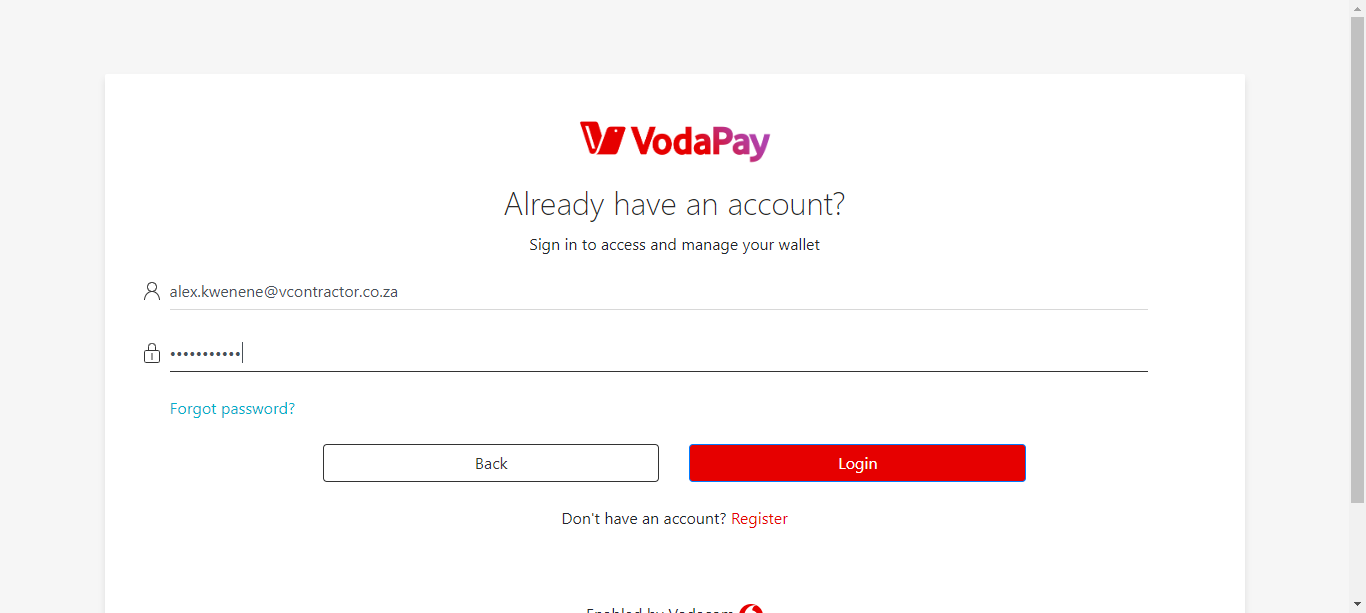 VodaPay
Already have an account?
Sign in to access and manage your wallet
alex.kwenene@vcontractor.co.za
•••••••••••
Forgot password?
Back Login
Don't have an account? Register
Enabled by Vodacom